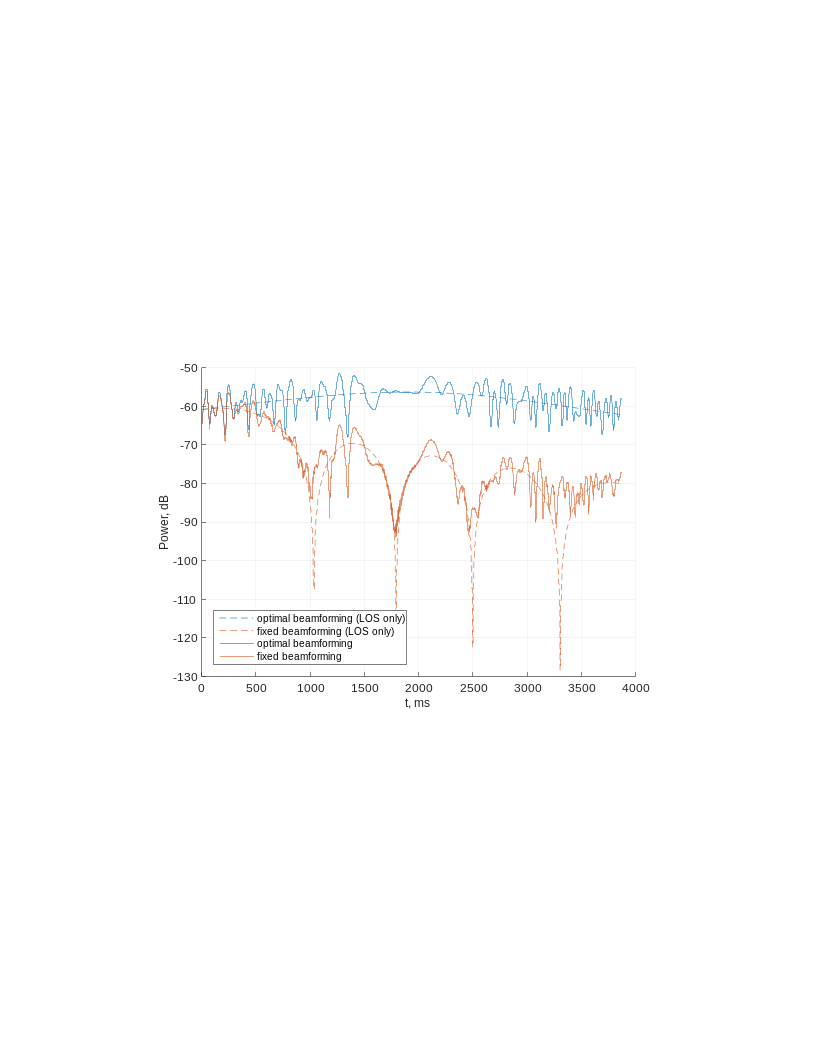 -50
-60
-70
-80
-90
-100
-110
-120
-130
Power, dB
optimal beamforming (LOS only)
fixed beamforming (LOS only)
optimal beamforming
fixed beamforming
0 500 1000 1500 2000 2500 3000 3500 4000
t, ms